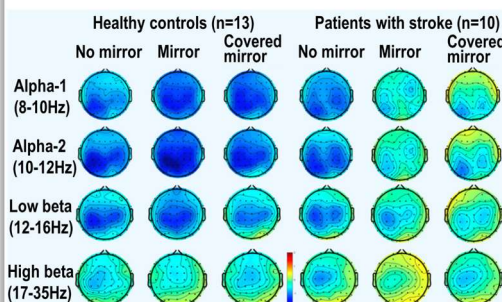 Healthy controls (n=13) Patients with stroke (n=10)
No mirror Mirror Covered mirror No mirror Mirror Covered mirror
Alpha-1
(8-10Hz)
Alpha-2
(10-12Hz)
Low beta
(12-16Hz)
High beta
(17-35Hz)